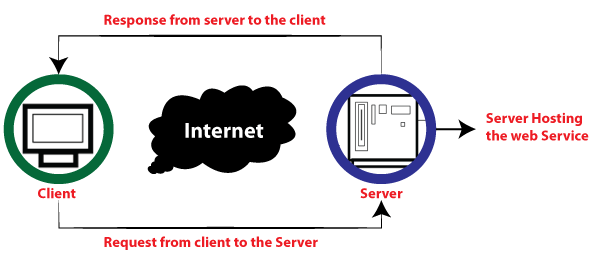 Response from server to the client
Internet
Server Hosting
the web Service
Client
Server
Request from client to the Server